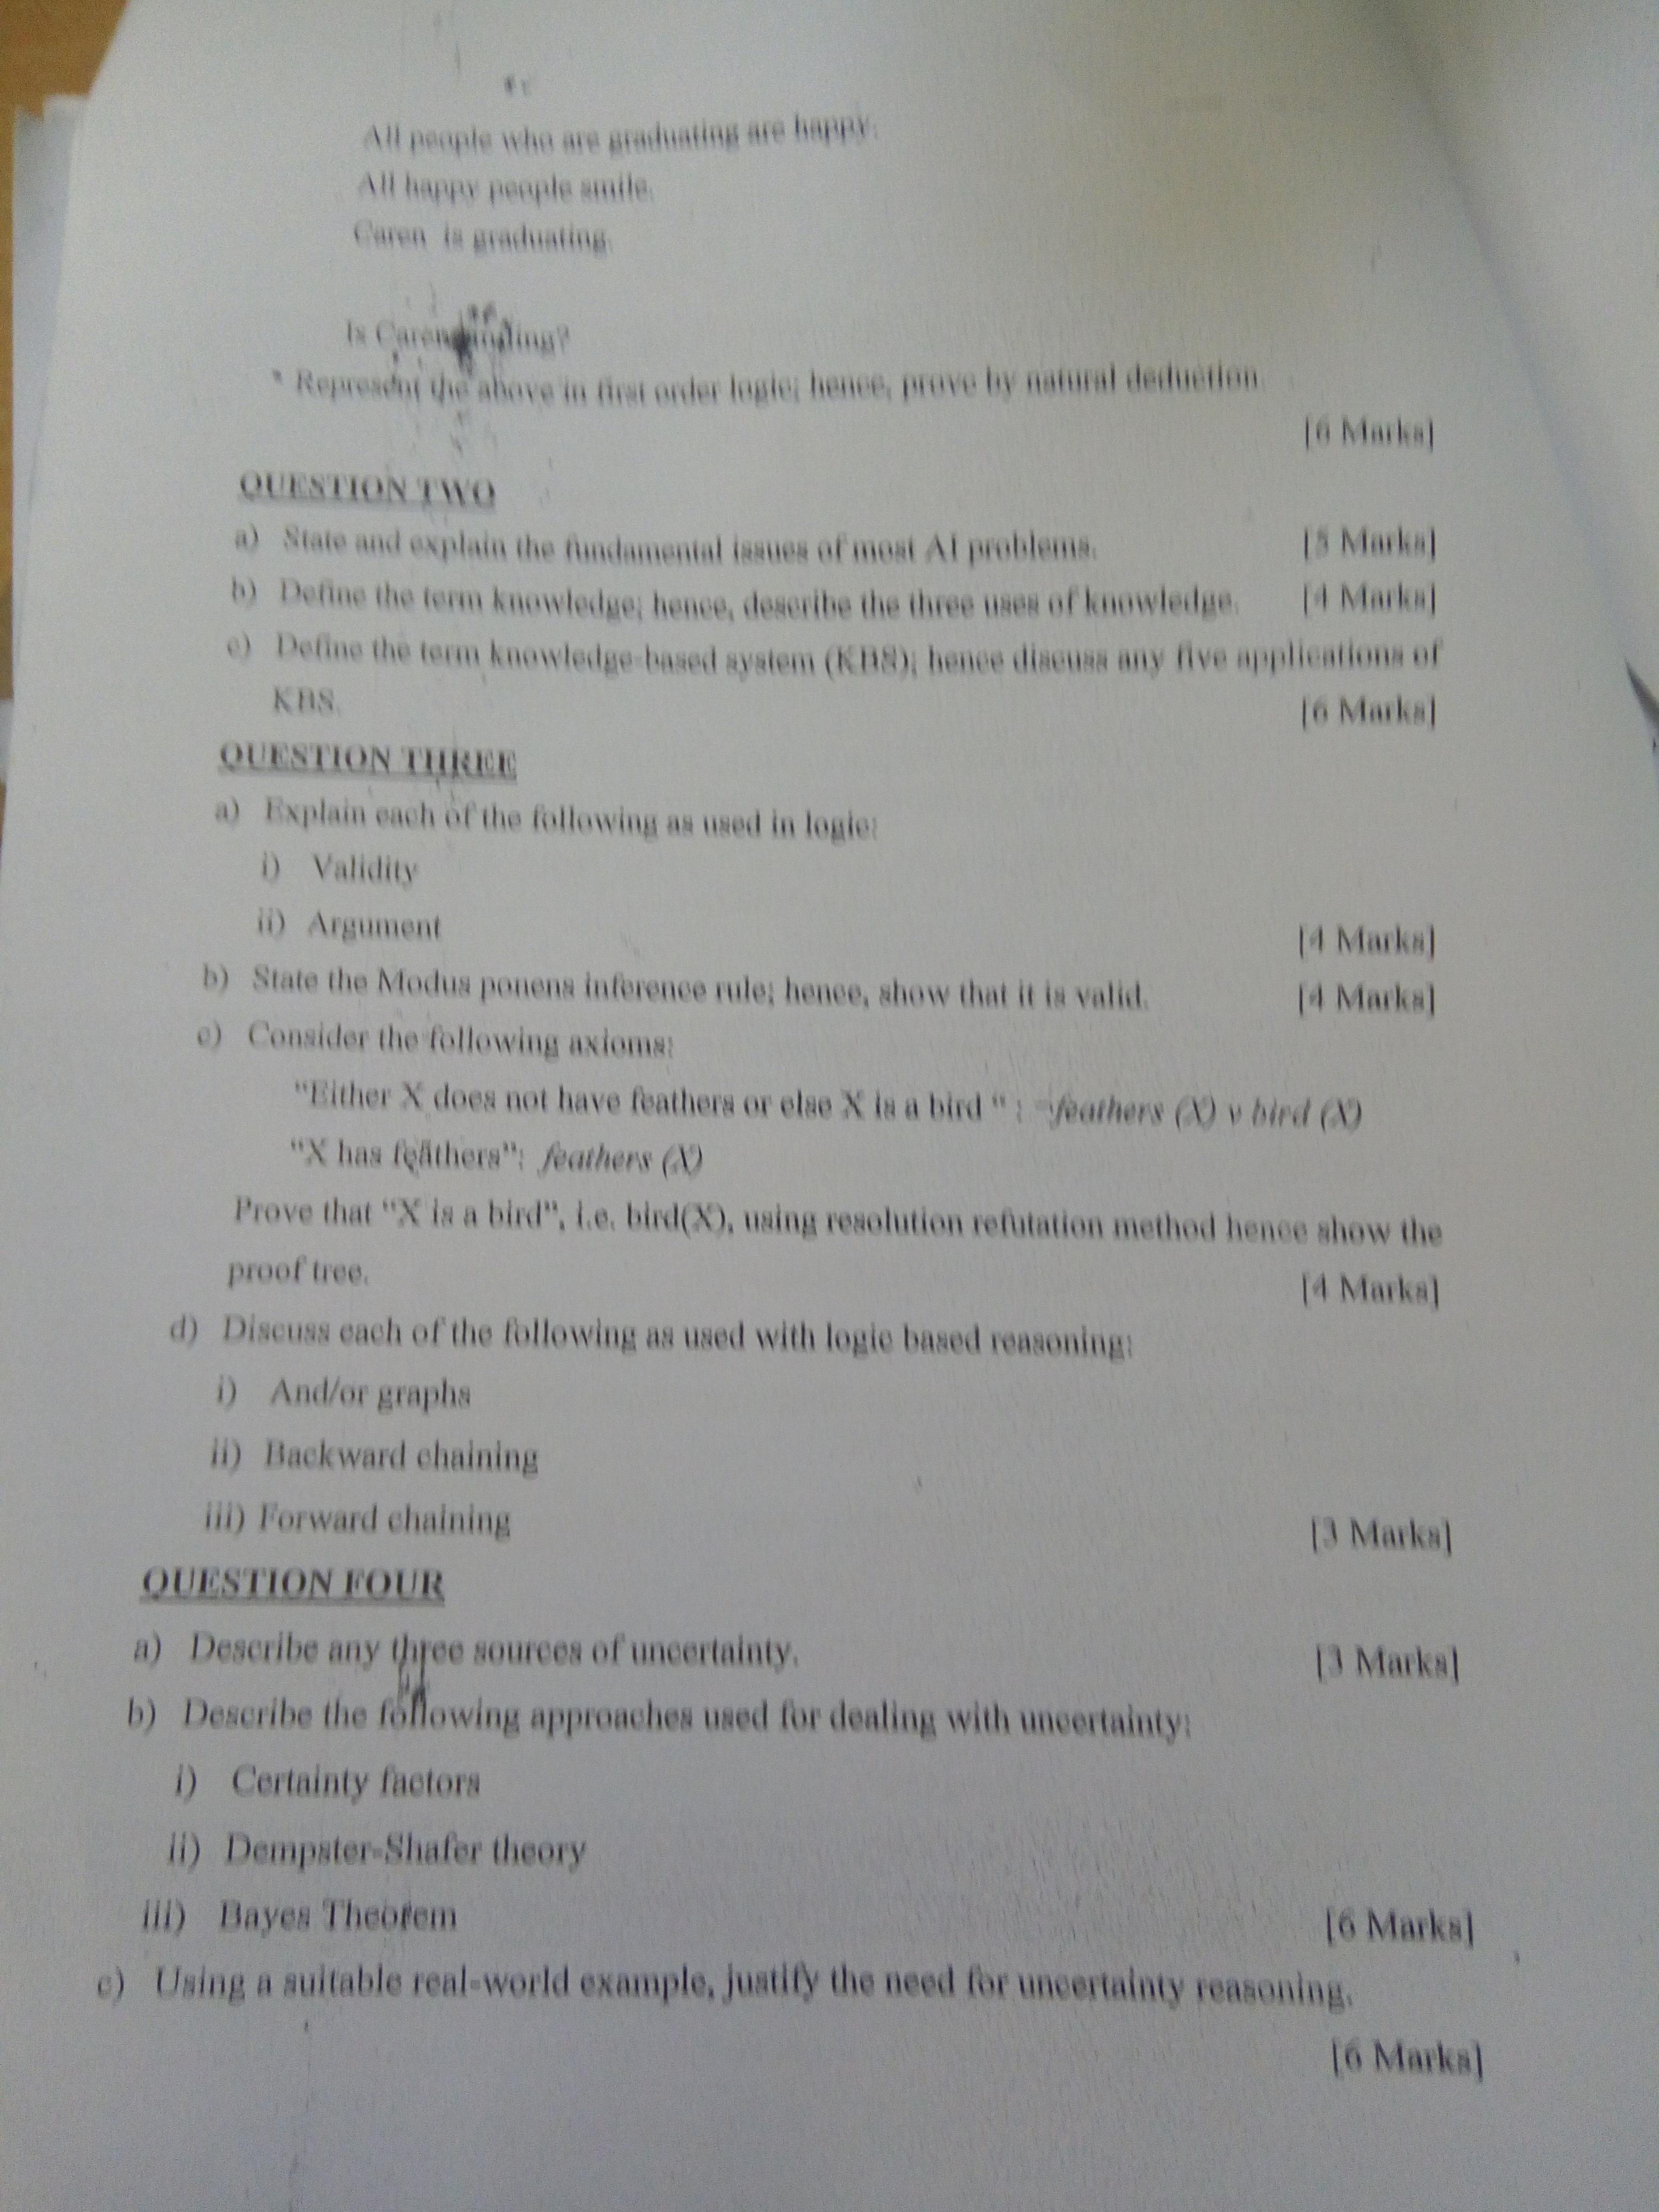 All people who are graduating are happy.
All happy people smile.
Caren is graduating.
Is Caren smiling?
* Represent the above in first order logic; hence, prove by natural deduction.
[6 Marks]
QUESTION TWO
a) State and explain the fundamental issues of most AI problems. [5 Marks]
b) Define the term knowledge; hence, describe the three uses of knowledge. [4 Marks]
c) Define the term knowledge-based system (KBS); hence discuss any five applications of
KBS. [6 Marks]
QUESTION THREE
a) Explain each of the following as used in logic:
i) Validity
ii) Argument [4 Marks]
b) State the Modus ponens inference rule; hence, show that it is valid. [4 Marks]
c) Consider the following axioms:
"Either X does not have feathers or else X is a bird " : ¬feathers (X) v bird (X)
"X has feathers": feathers (X)
Prove that "X is a bird", i.e. bird(X), using resolution refutation method hence show the
proof tree. [4 Marks]
d) Discuss each of the following as used with logic based reasoning:
i) And/or graphs
ii) Backward chaining
iii) Forward chaining [3 Marks]
QUESTION FOUR
a) Describe any three sources of uncertainty. [3 Marks]
b) Describe the following approaches used for dealing with uncertainty:
i) Certainty factors
ii) Dempster-Shafer theory
iii) Bayes Theorem [6 Marks]
c) Using a suitable real-world example, justify the need for uncertainty reasoning.
[6 Marks]